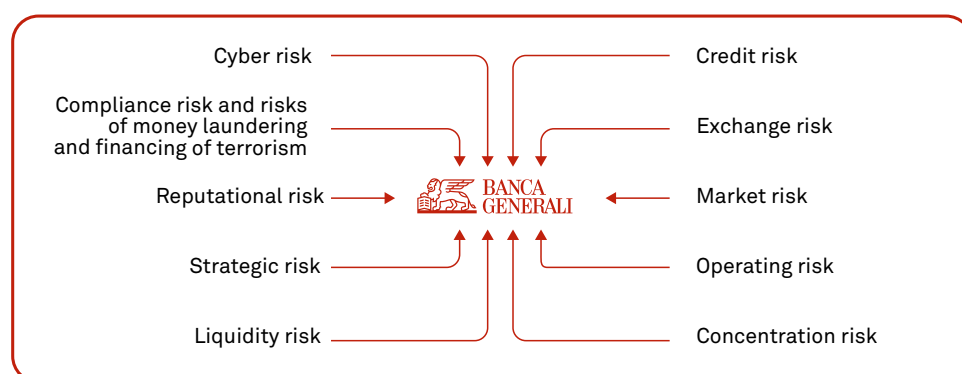 Cyber risk
Compliance risk and risks
of money laundering
and financing of terrorism
Reputational risk
Strategic risk
Liquidity risk
BANCA
GENERALI
Credit risk
Exchange risk
Market risk
Operating risk
Concentration risk